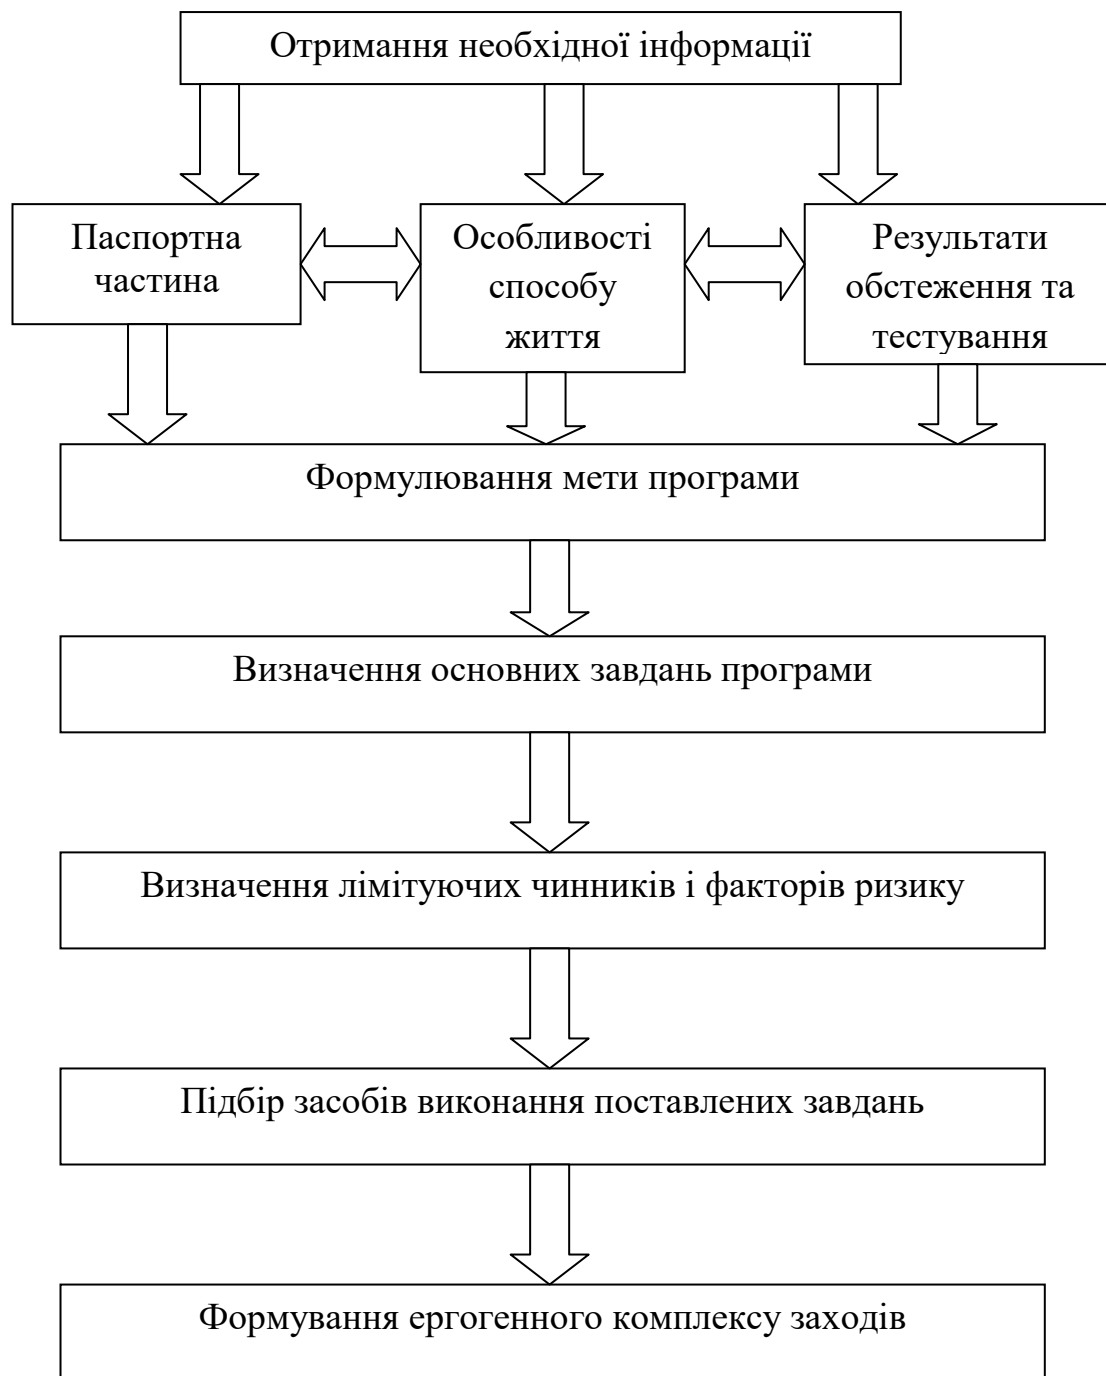 Отримання необхідної інформації
Паспортна
частина
Особливості
способу
життя
Результати
обстеження та
тестування
Формулювання мети програми
Визначення основних завдань програми
Визначення лімітуючих чинників і факторів ризику
Підбір засобів виконання поставлених завдань
Формування ергогенного комплексу заходів